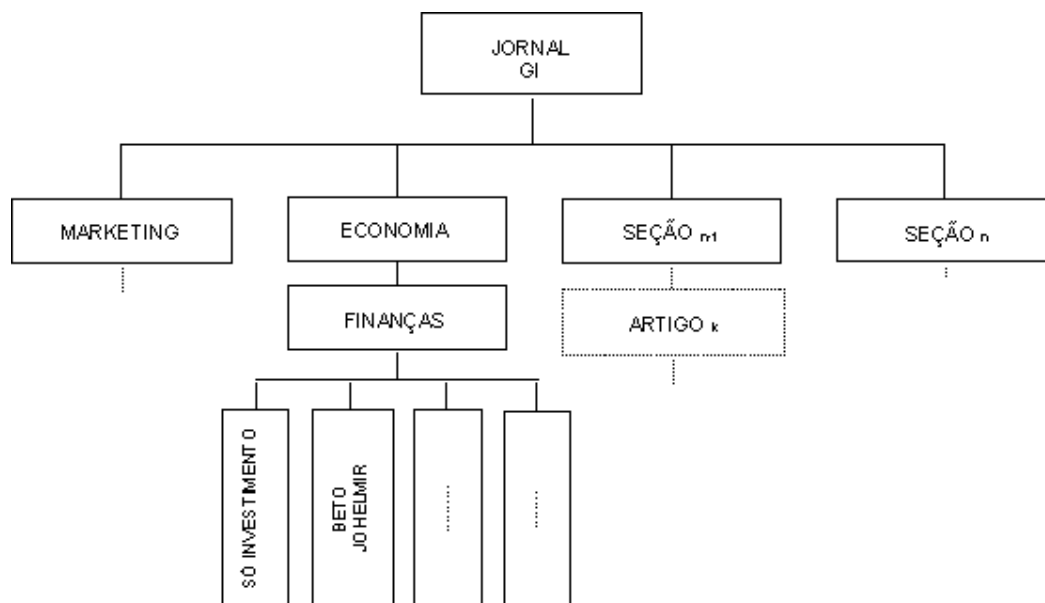 JORNAL
GI
MARKETING
ECONOMIA
SEÇÃO n-1
SEÇÃO n
FINANÇAS
ARTIGO k
SÓ INVESTIMENTO
BETO
JOHELMIR